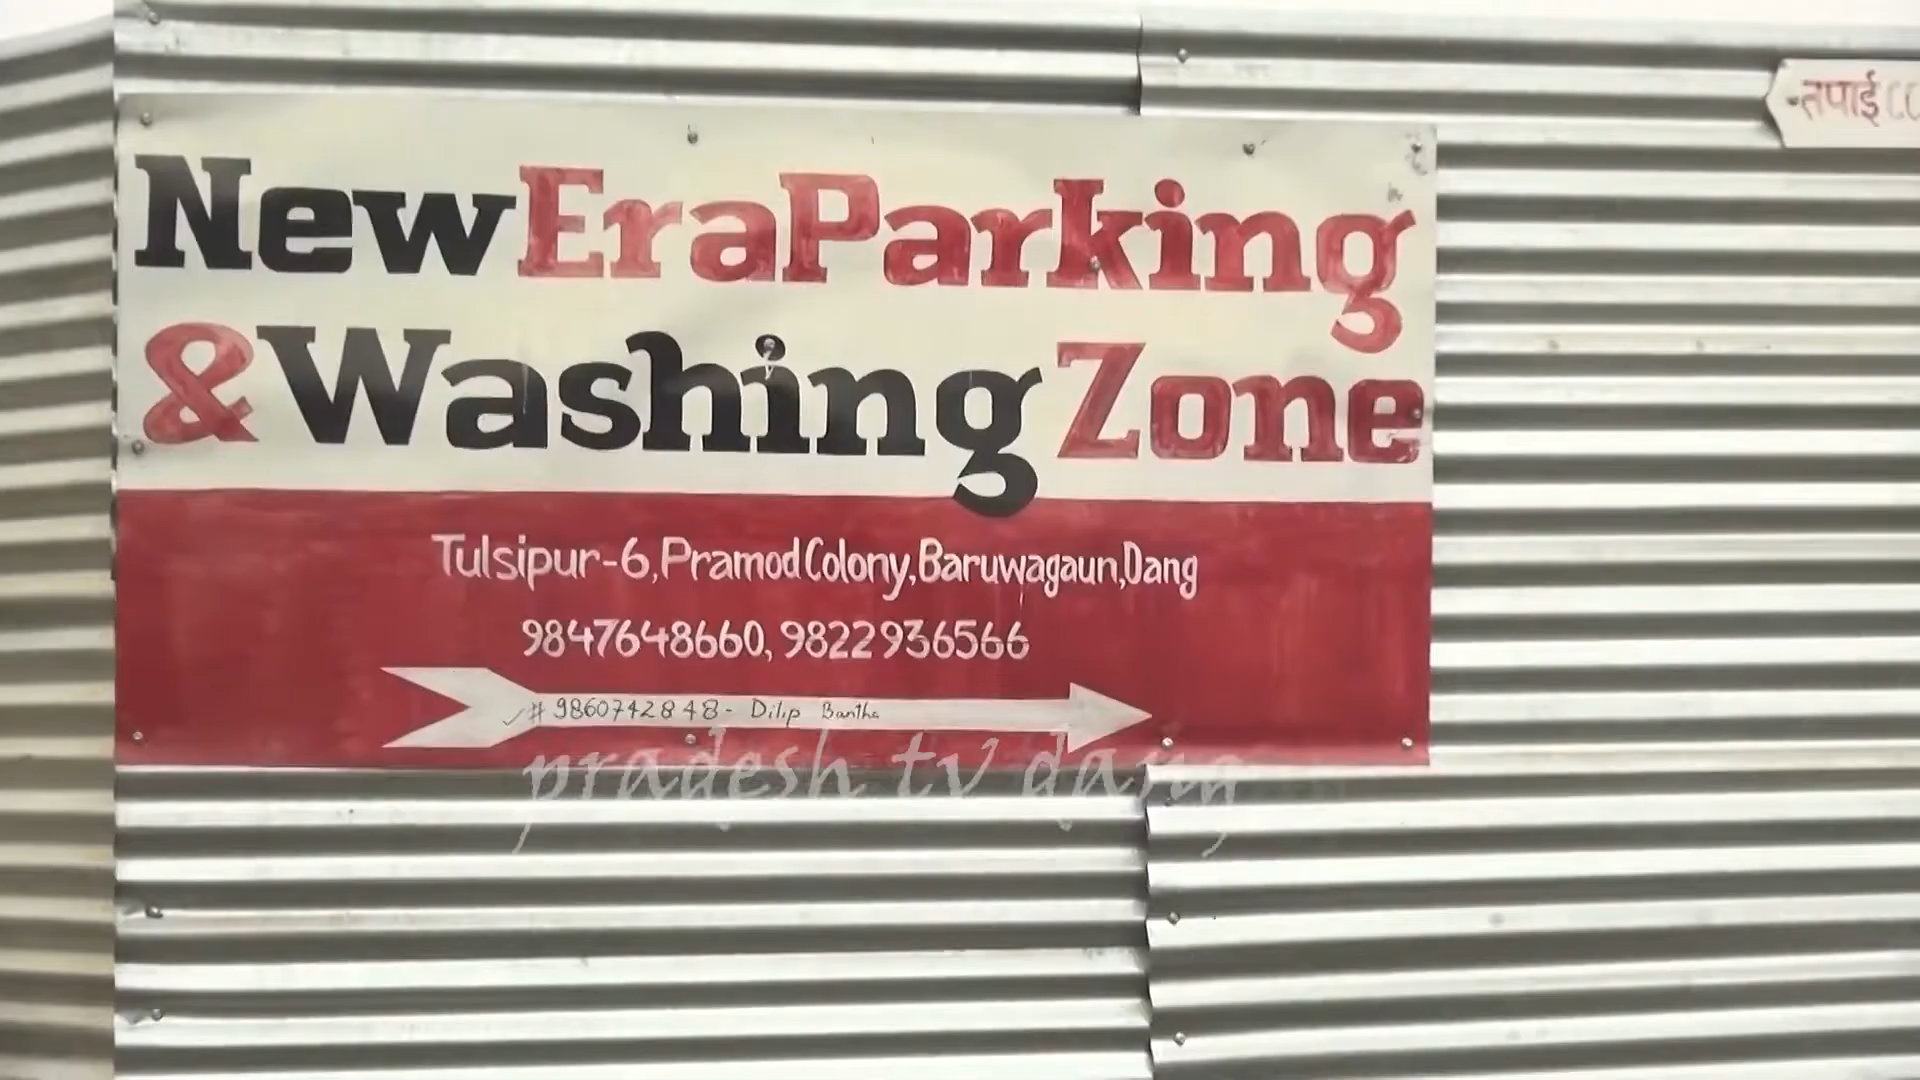 New Era Parking
& Washing Zone
Tulsipur-6, Pramod Colony, Baruwagaun, Dang
9847648660, 9822936566
# 9860742848 - Dilip Bantha
pradesh tv dang
तपाई CC